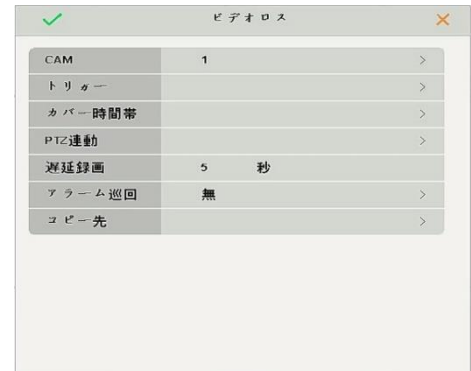 ビデオロス
CAM 1
トリガー
カバー時間帯
PTZ連動
遅延録画 5 秒
アラーム巡回 無
コピー先